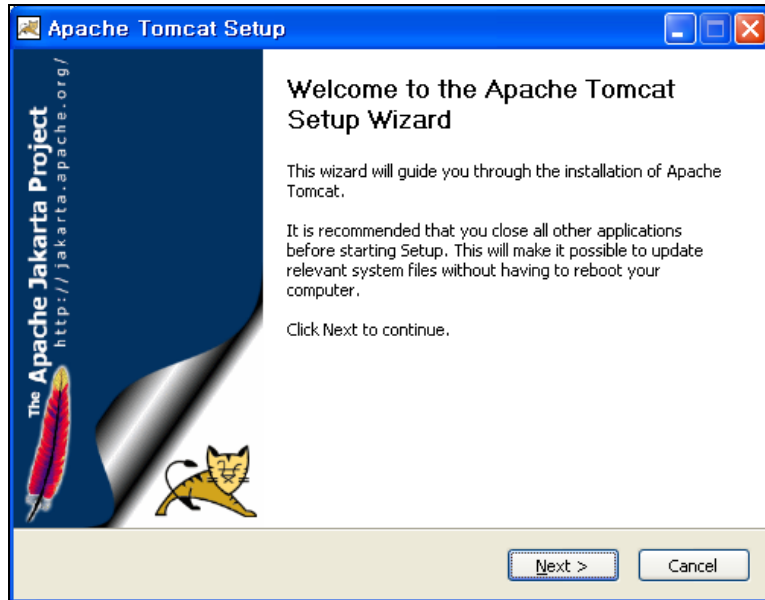 Apache Tomcat Setup
The Apache Jakarta Project
http://jakarta.apache.org/
Welcome to the Apache Tomcat
Setup Wizard
This wizard will guide you through the installation of Apache
Tomcat.
It is recommended that you close all other applications
before starting Setup. This will make it possible to update
relevant system files without having to reboot your
computer.
Click Next to continue.
Next >
Cancel